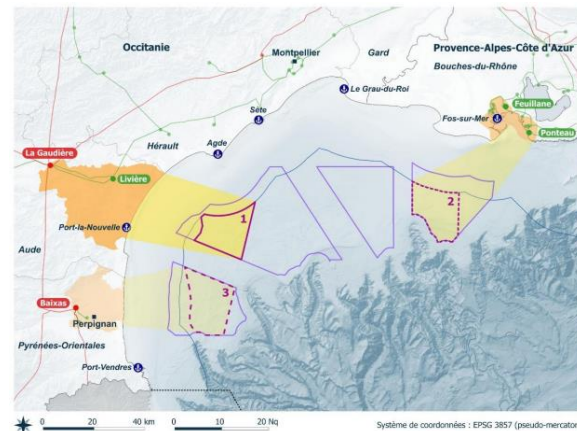 Occitanie
Gard
Provence-Alpes-Côte d'Azur
Montpellier
Bouches-du-Rhône
Le Grau-du-Roi
Feuillane
Fos-sur-Mer
Ponteau
Sète
Hérault
Agde
La Gaudière
Livière
Port-la-Nouvelle
1
2
3
Aude
Baixas
Perpignan
Pyrénées-Orientales
Port-Vendres
0 20 40 km
0 10 20 Nq
Système de coordonnées : EPSG 3857 (pseudo-mercator